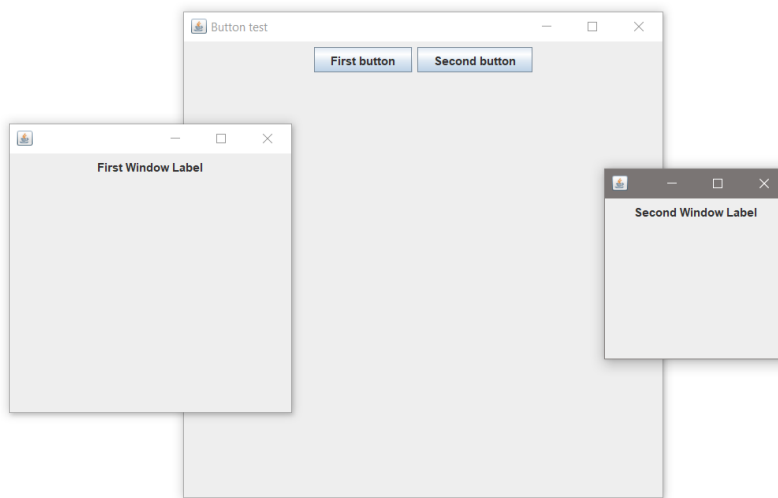 Button test
First button
Second button
First Window Label
Second Window Label